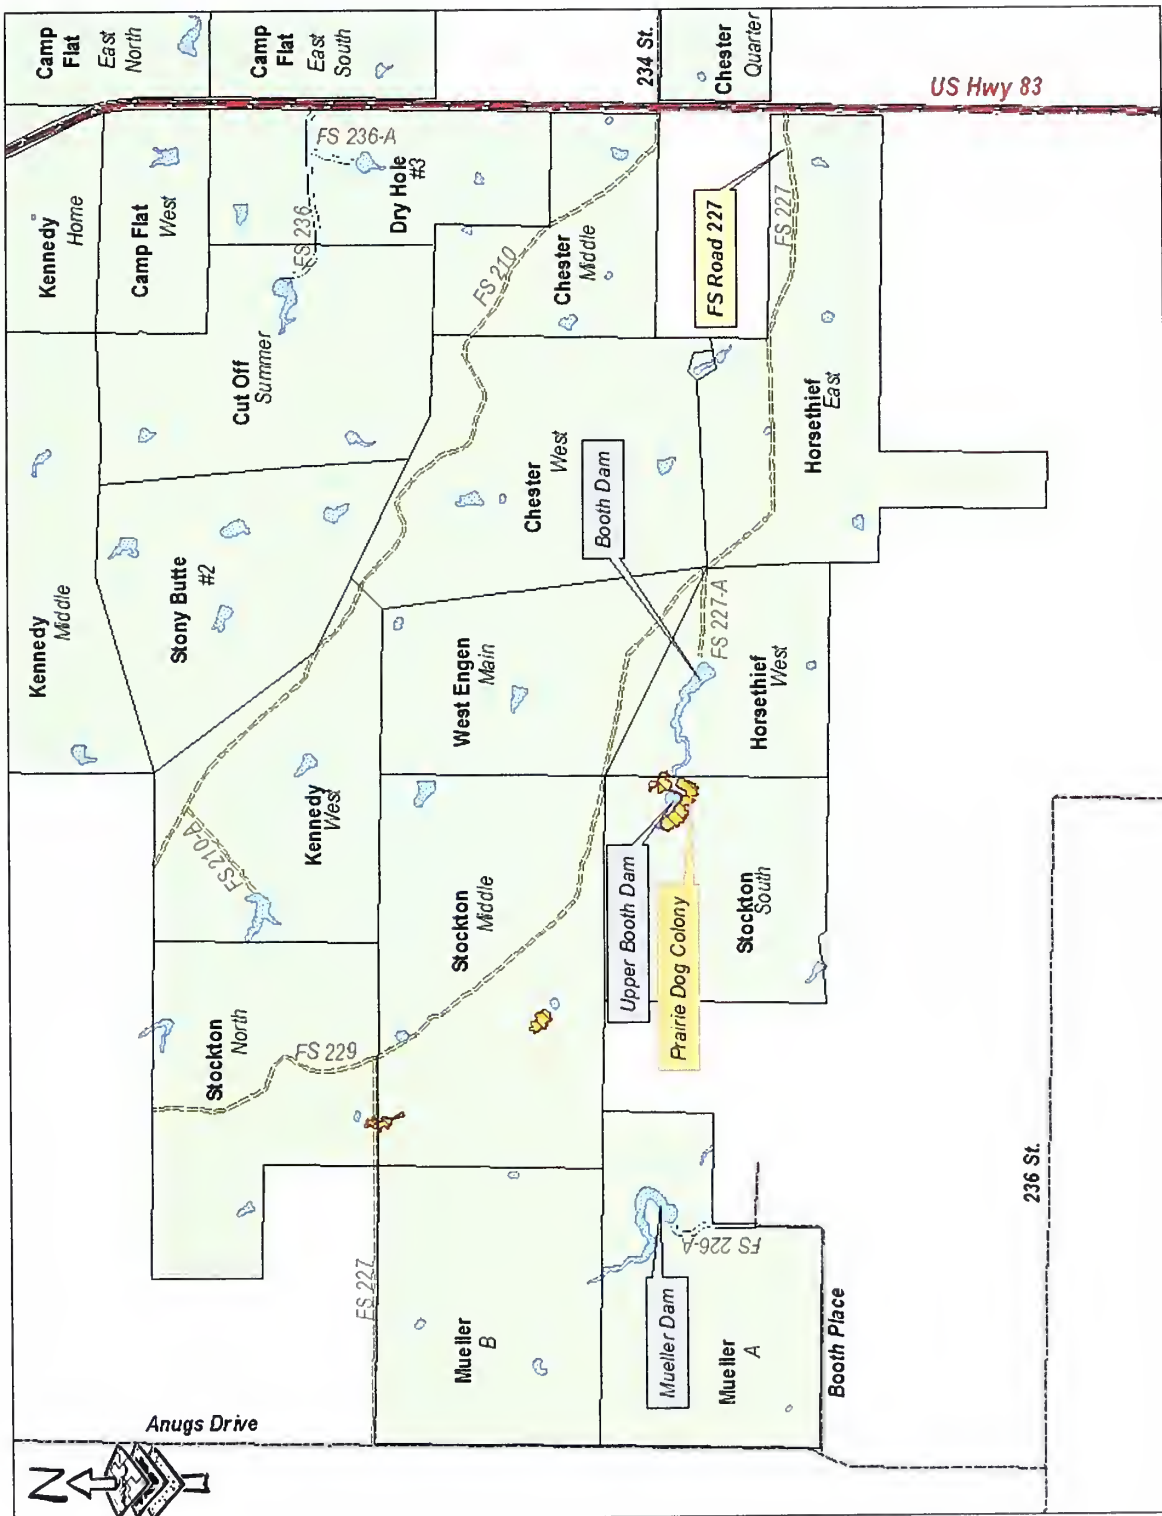 Camp
Flat
East
North
Camp
Flat
East
South
234 St.
Chester
Quarter
US Hwy 83
Kennedy
Home
Camp Flat
West
FS 236-A
FS 236
Dry Hole
#3
FS 210
Chester
Middle
FS Road 227
FS 227
Kennedy
Middle
Cut Off
Summer
Stony Butte
#2
Chester
West
Booth Dam
Horsethief
East
FS 227-A
West Engen
Main
Horsethief
West
FS 210-B
Kennedy
West
Stockton
Middle
Upper Booth Dam
Prairie Dog Colony
Stockton
South
Stockton
North
FS 229
FS 227
Mueller
B
Mueller Dam
FS 226-A
Mueller
A
Booth Place
236 St.
Anugs Drive
N